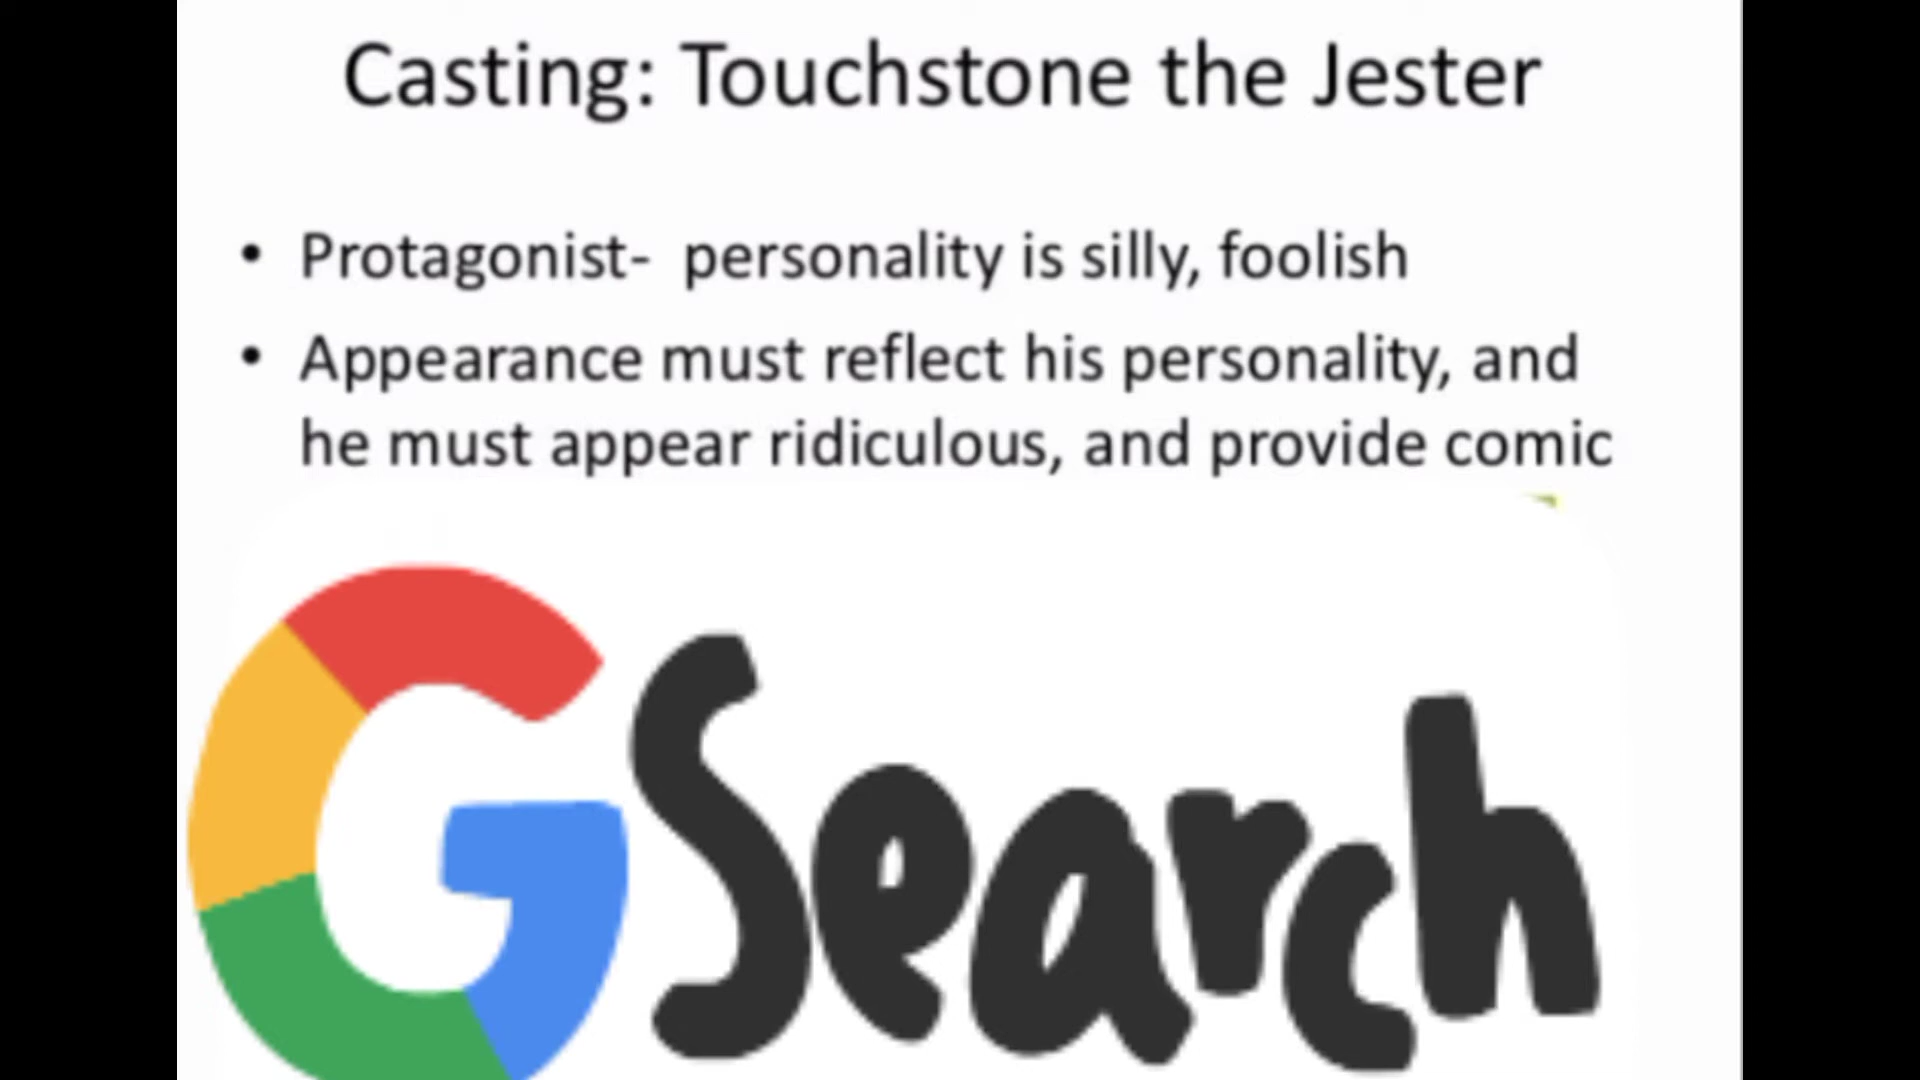 Casting: Touchstone the Jester
• Protagonist-  personality is silly, foolish
• Appearance must reflect his personality, and
he must appear ridiculous, and provide comic
G Search